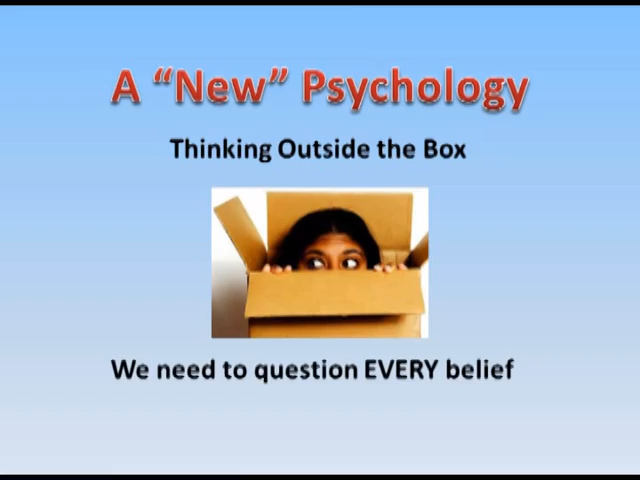 A “New” Psychology
Thinking Outside the Box
We need to question EVERY belief